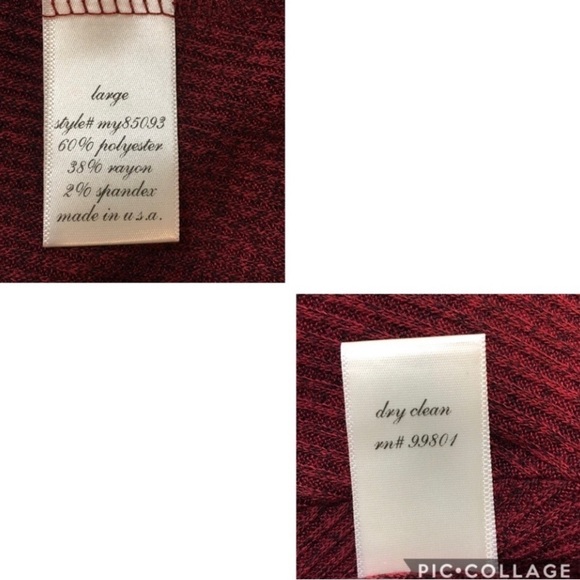 large
style# my85093
60% polyester
38% rayon
2% spandex
made in u.s.a.
dry clean
rn# 99801
PIC•COLLAGE